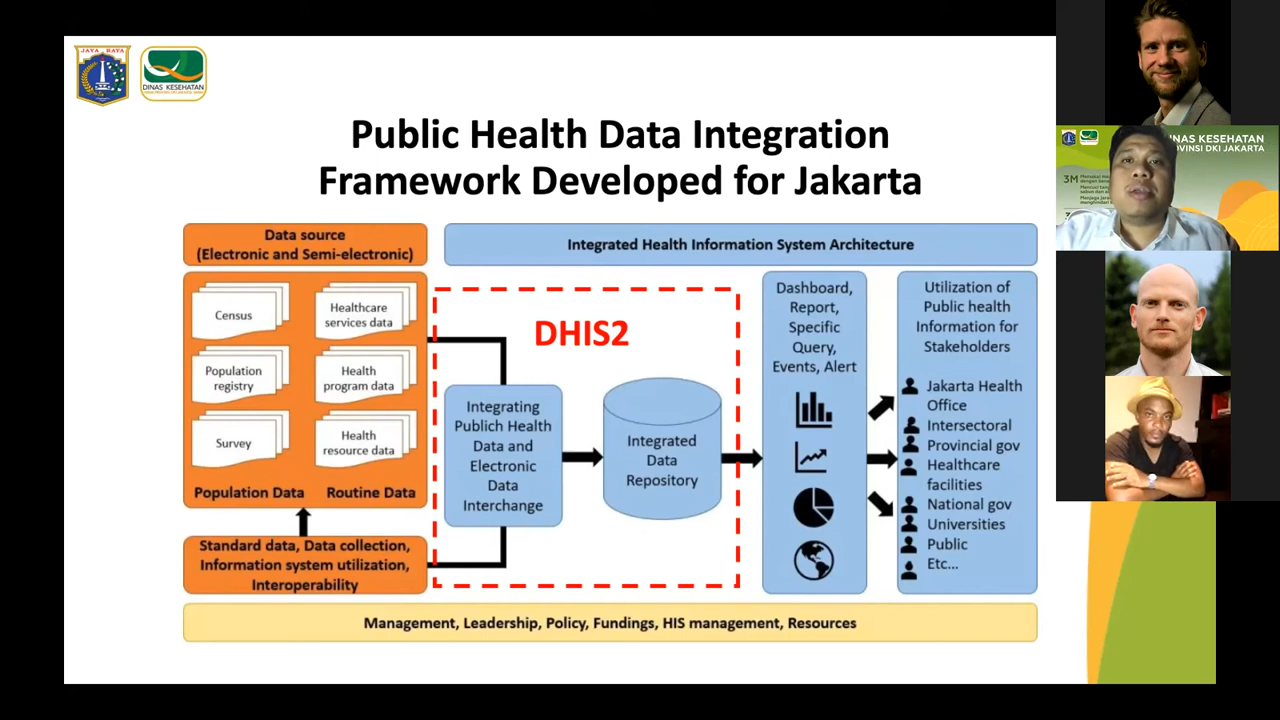 JAYA RAYA
DINAS KESEHATAN
Public Health Data Integration
Framework Developed for Jakarta
Data source
(Electronic and Semi-electronic)
Integrated Health Information System Architecture
Census
Healthcare
services data
Population
registry
Health
program data
Survey
Health
resource data
Population Data
Routine Data
Standard data, Data collection,
Information system utilization,
Interoperability
DHIS2
Integrating
Publich Health
Data and
Electronic
Data
Interchange
Integrated
Data
Repository
Dashboard,
Report,
Specific
Query,
Events, Alert
Utilization of
Public health
Information for
Stakeholders
Jakarta Health
Office
Intersectoral
Provincial gov
Healthcare
facilities
National gov
Universities
Public
Etc...
Management, Leadership, Policy, Fundings, HIS management, Resources
INAS KESEHATAN
OVINSI DKI JAKARTA
3M